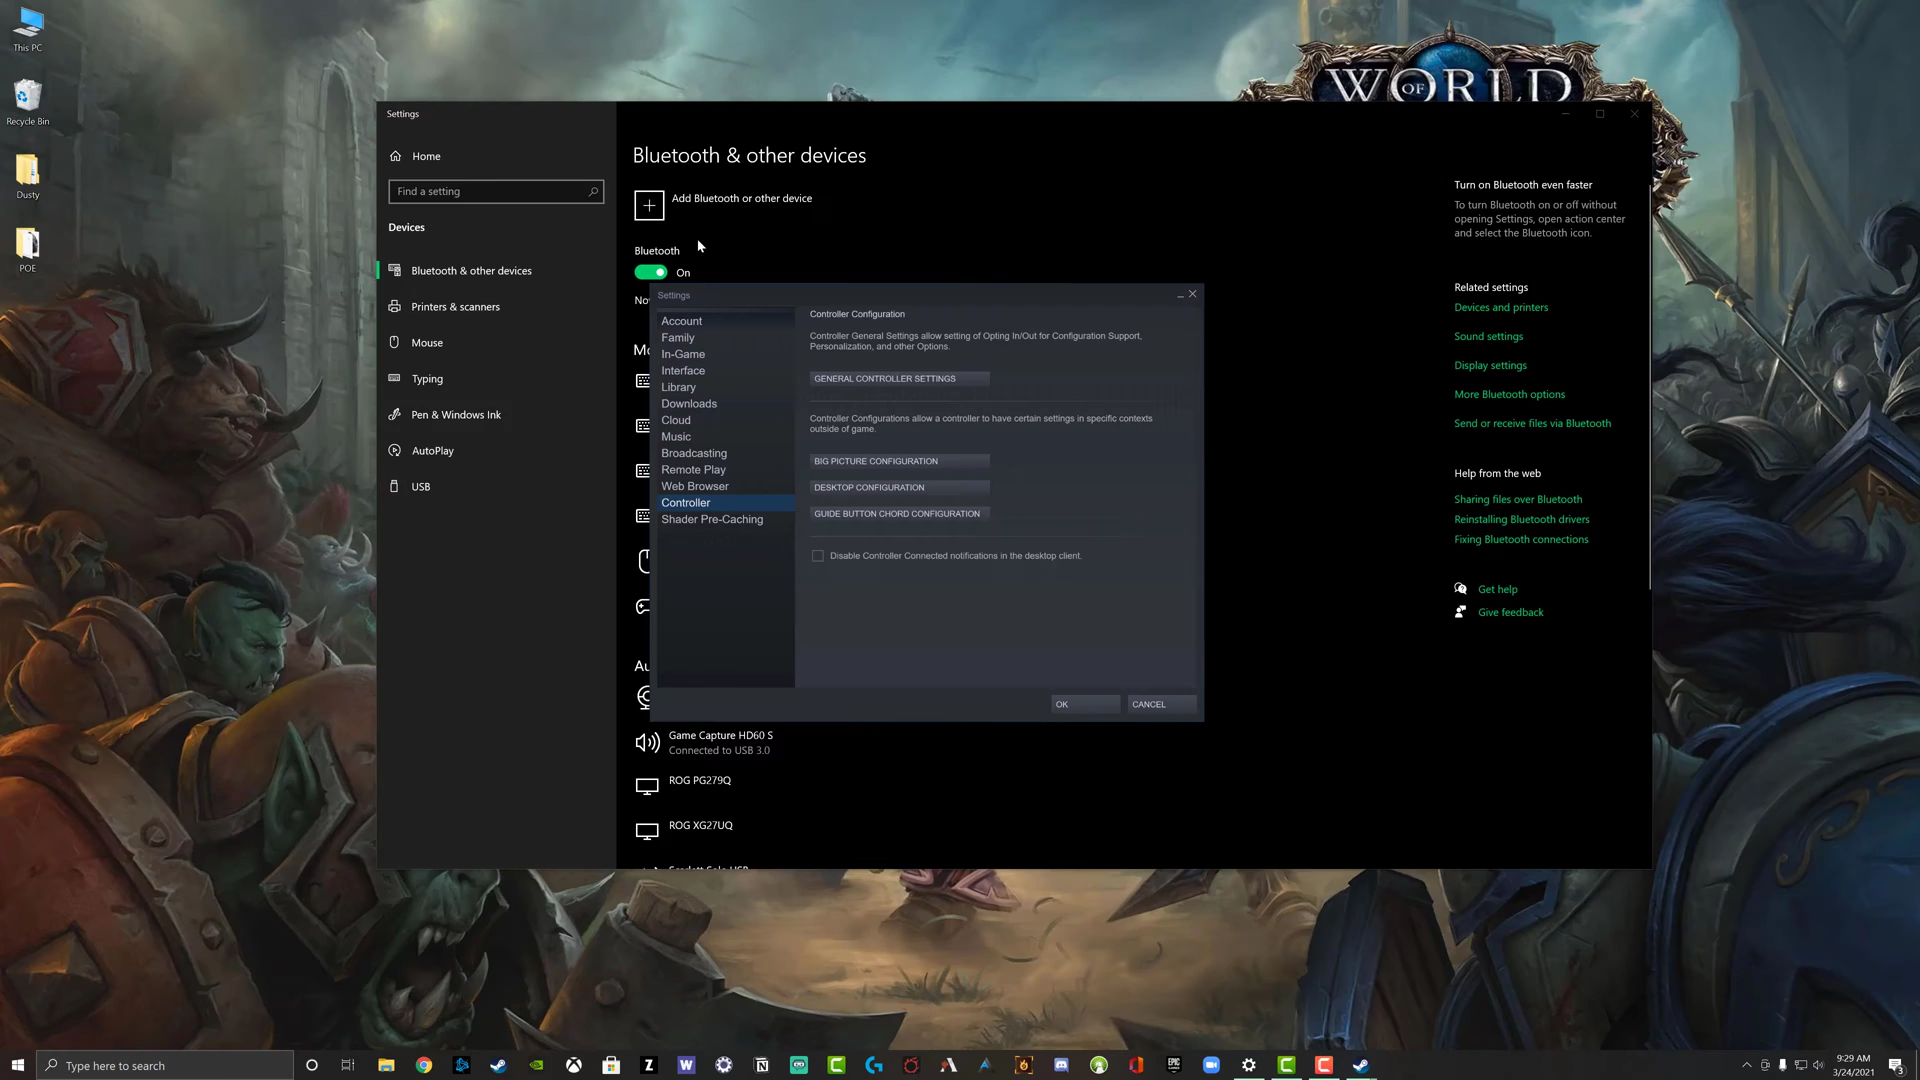 This PC
Recycle Bin
Dusty
POE
WORLD
OF
Settings
Home
Find a setting
Devices
Bluetooth & other devices
Printers & scanners
Mouse
Typing
Pen & Windows Ink
AutoPlay
USB
Bluetooth & other devices
Add Bluetooth or other device
Bluetooth
On
Settings
Account
Family
In-Game
Interface
Library
Downloads
Cloud
Music
Broadcasting
Remote Play
Web Browser
Controller
Shader Pre-Caching
Controller Configuration
Controller General Settings allow setting of Opting In/Out for Configuration Support,
Personalization, and other Options.
GENERAL CONTROLLER SETTINGS
Controller Configurations allow a controller to have certain settings in specific contexts
outside of game.
BIG PICTURE CONFIGURATION
DESKTOP CONFIGURATION
GUIDE BUTTON CHORD CONFIGURATION
Disable Controller Connected notifications in the desktop client.
OK
CANCEL
Game Capture HD60 S
Connected to USB 3.0
ROG PG279Q
ROG XG27UQ
Turn on Bluetooth even faster
To turn Bluetooth on or off without
opening Settings, open action center
and select the Bluetooth icon.
Related settings
Devices and printers
Sound settings
Display settings
More Bluetooth options
Send or receive files via Bluetooth
Help from the web
Sharing files over Bluetooth
Reinstalling Bluetooth drivers
Fixing Bluetooth connections
Get help
Give feedback
Type here to search
9:29 AM
3/24/2021